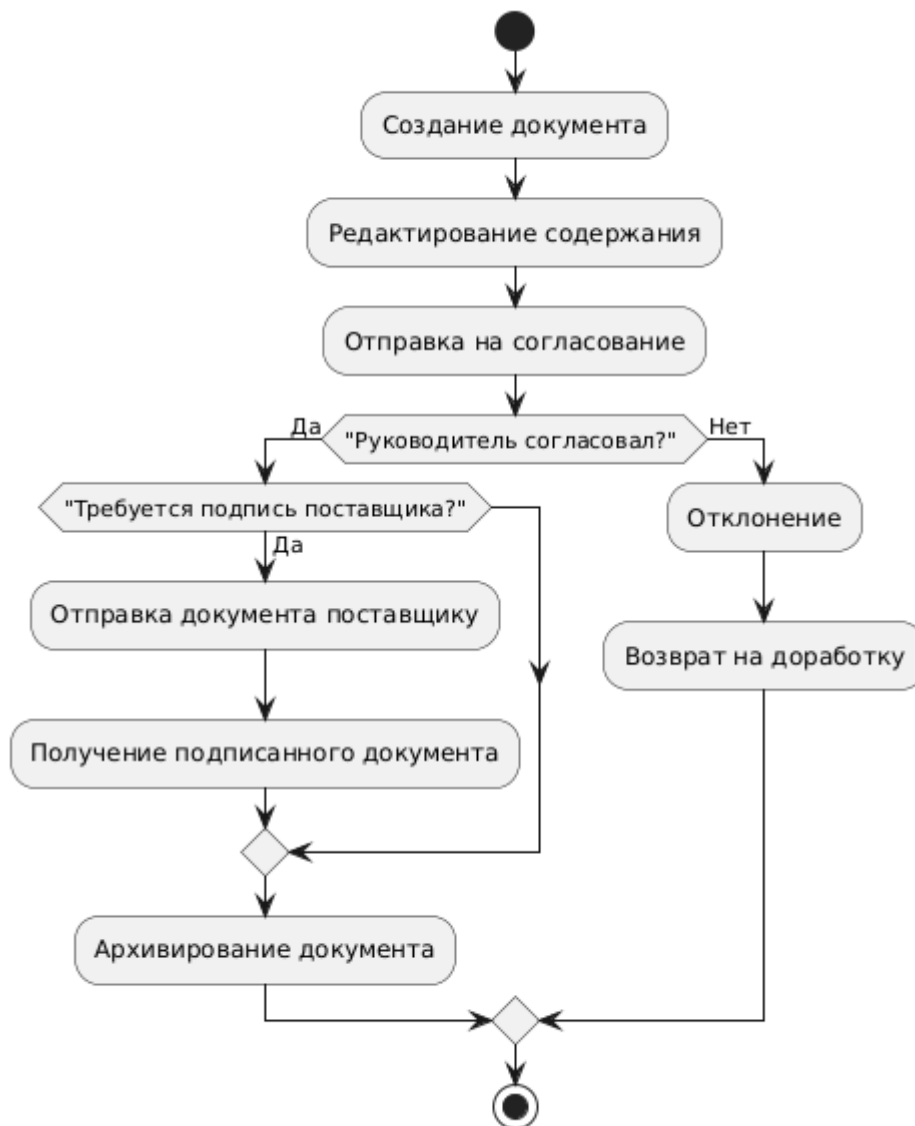 Создание документа
Редактирование содержания
Отправка на согласование
Да
"Руководитель согласовал?"
Нет
"Требуется подпись поставщика?"
Да
Отправка документа поставщику
Получение подписанного документа
Архивирование документа
Отклонение
Возврат на доработку